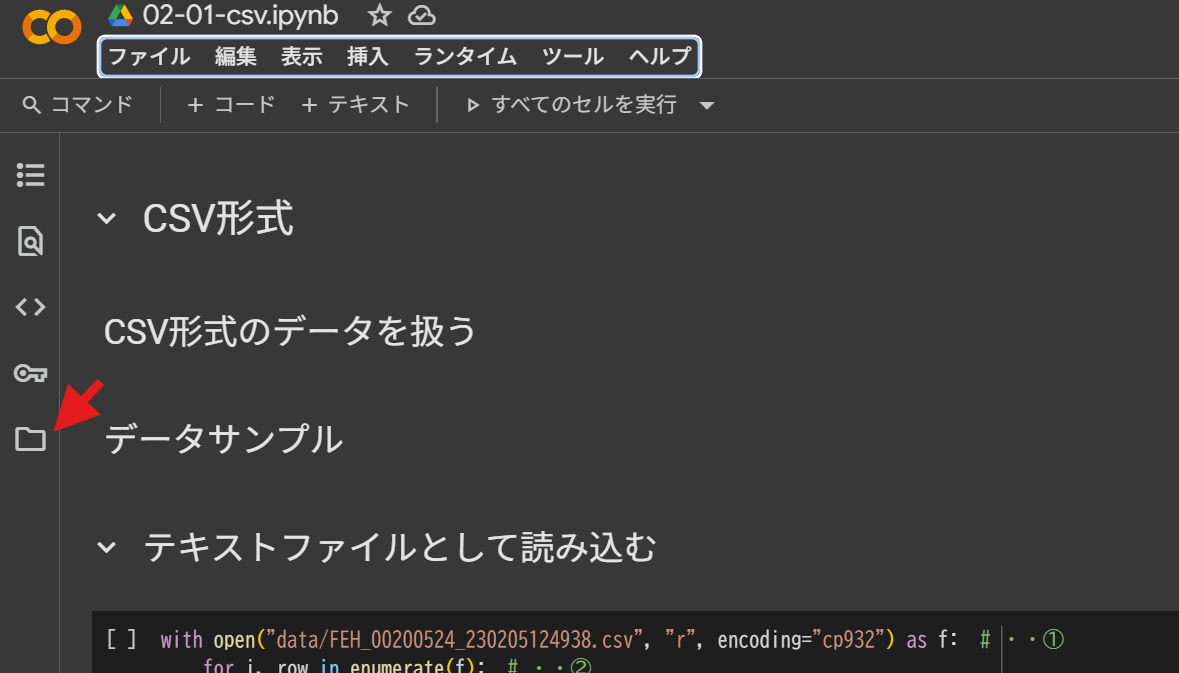 02-01-csv.ipynb
ファイル 編集 表示 挿入 ランタイム ツール ヘルプ
コマンド + コード + テキスト すべてのセルを実行
CSV形式
CSV形式のデータを扱う
データサンプル
テキストファイルとして読み込む
[ ] with open("data/FEH_00200524_230205124938.csv", "r", encoding="cp932") as f: # ・・①
for i, row in enumerate(f): # ・・②